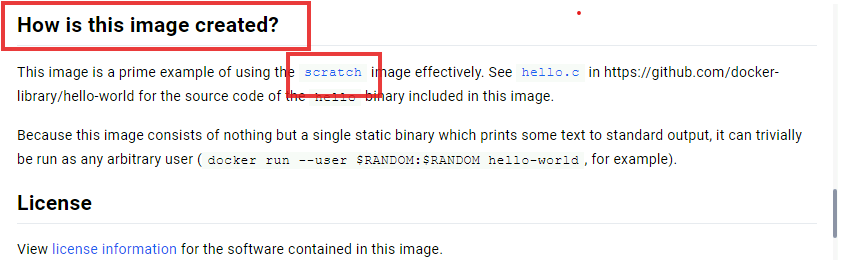 How is this image created?
This image is a prime example of using the scratch image effectively. See hello.c in https://github.com/docker-
library/hello-world for the source code of the hello binary included in this image.
Because this image consists of nothing but a single static binary which prints some text to standard output, it can trivially
be run as any arbitrary user ( docker run --user $RANDOM:$RANDOM hello-world , for example).
License
View license information for the software contained in this image.